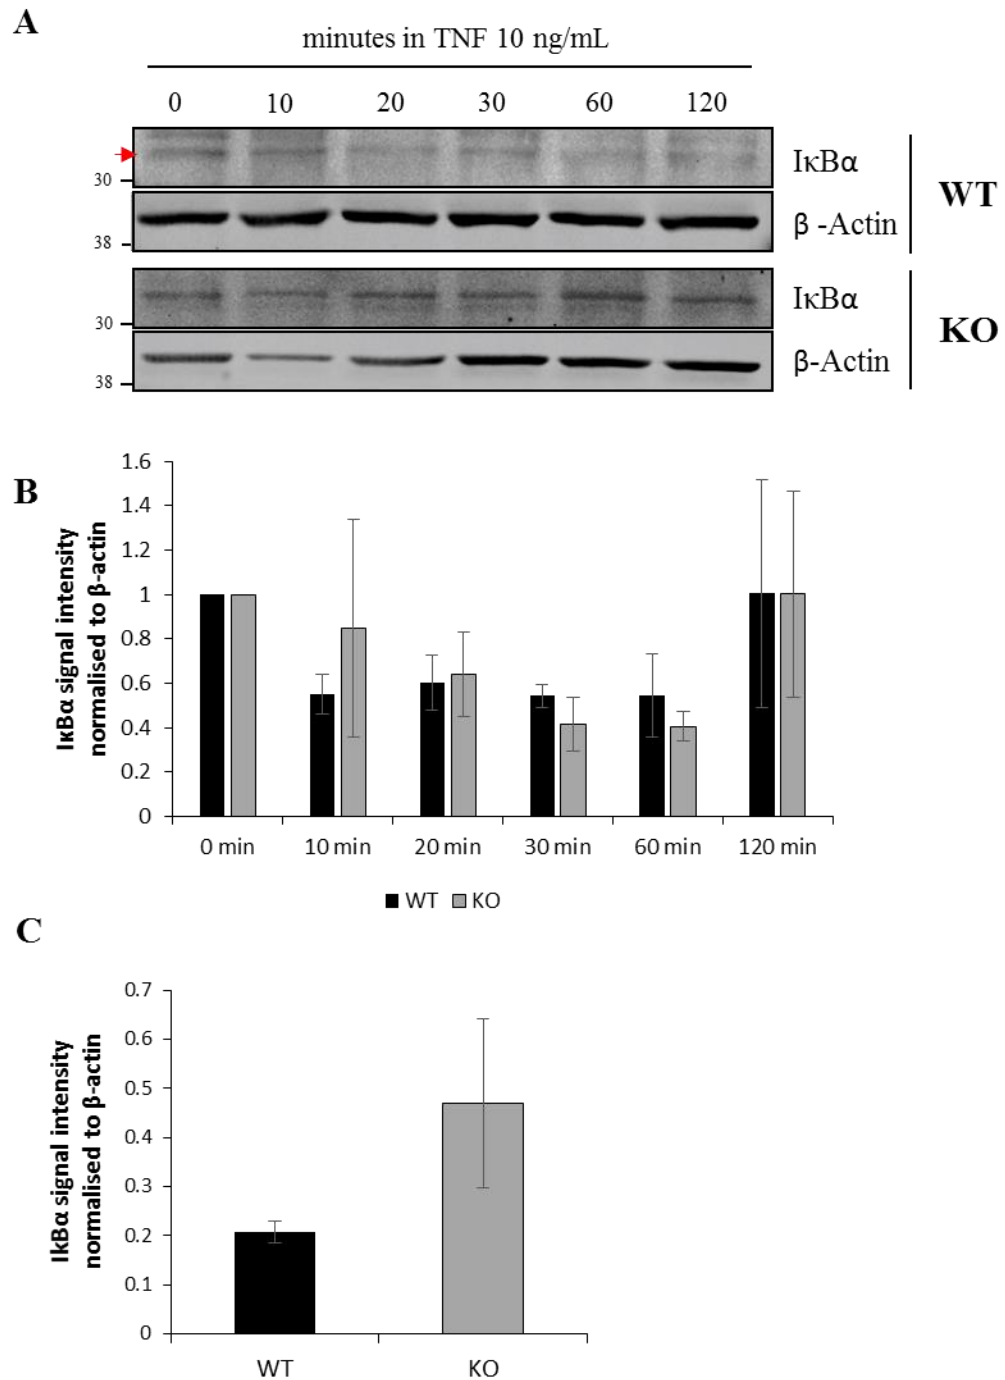 A
minutes in TNF 10 ng/mL
0 10 20 30 60 120
IκBα
30
WT
β -Actin
38
IκBα
30
KO
β-Actin
38
B
IκBα signal intensity
normalised to β-actin
1.6
1.4
1.2
1
0.8
0.6
0.4
0.2
0
0 min 10 min 20 min 30 min 60 min 120 min
WT KO
C
IkBα signal intensity
normalised to β-actin
0.7
0.6
0.5
0.4
0.3
0.2
0.1
0
WT KO